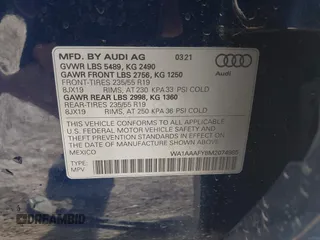 MFD. BY AUDI AG 0321
GVWR LBS 5489, KG 2490
GAWR FRONT LBS 2756, KG 1250
FRONT-TIRES 235/55 R19
8JX19 RIMS, AT 230 KPA 33 PSI COLD
GAWR REAR LBS 2998, KG 1360
REAR-TIRES 235/55 R19
8JX19 RIMS, AT 250 KPA 36 PSI COLD
Audi
THIS VEHICLE CONFORMS TO ALL APPLICABLE
U.S. FEDERAL MOTOR VEHICLE SAFETY, BUMPER,
AND THEFT PREVENTION STANDARDS IN EFFECT ON
THE DATE OF MANUFACTURE SHOWN ABOVE.
MEXICO
TYPE:
MPV
DREAMBID